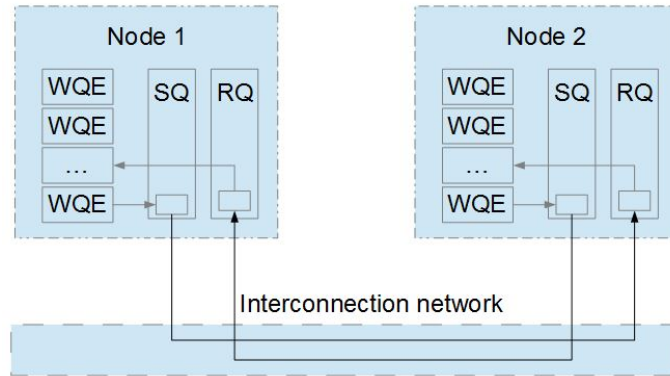 Node 1
WQE
WQE
...
WQE
SQ
RQ
Node 2
WQE
WQE
...
WQE
SQ
RQ
Interconnection network